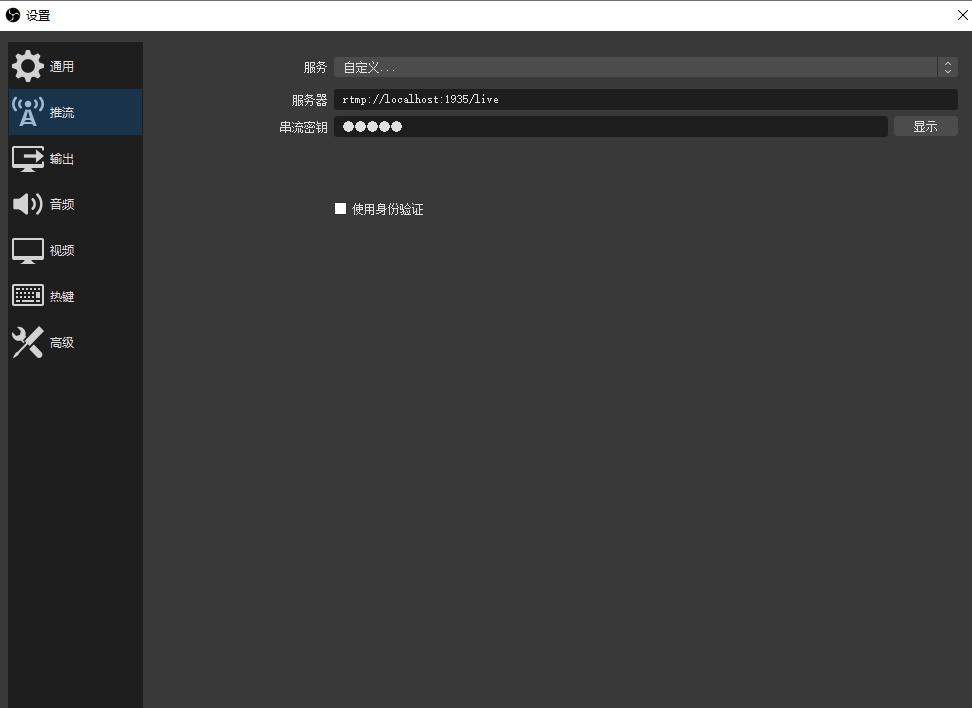 设置
通用
推流
输出
音频
视频
热键
高级
服务 自定义...
服务器 rtmp://localhost:1935/live
串流密钥 ●●●●● 显示
使用身份验证